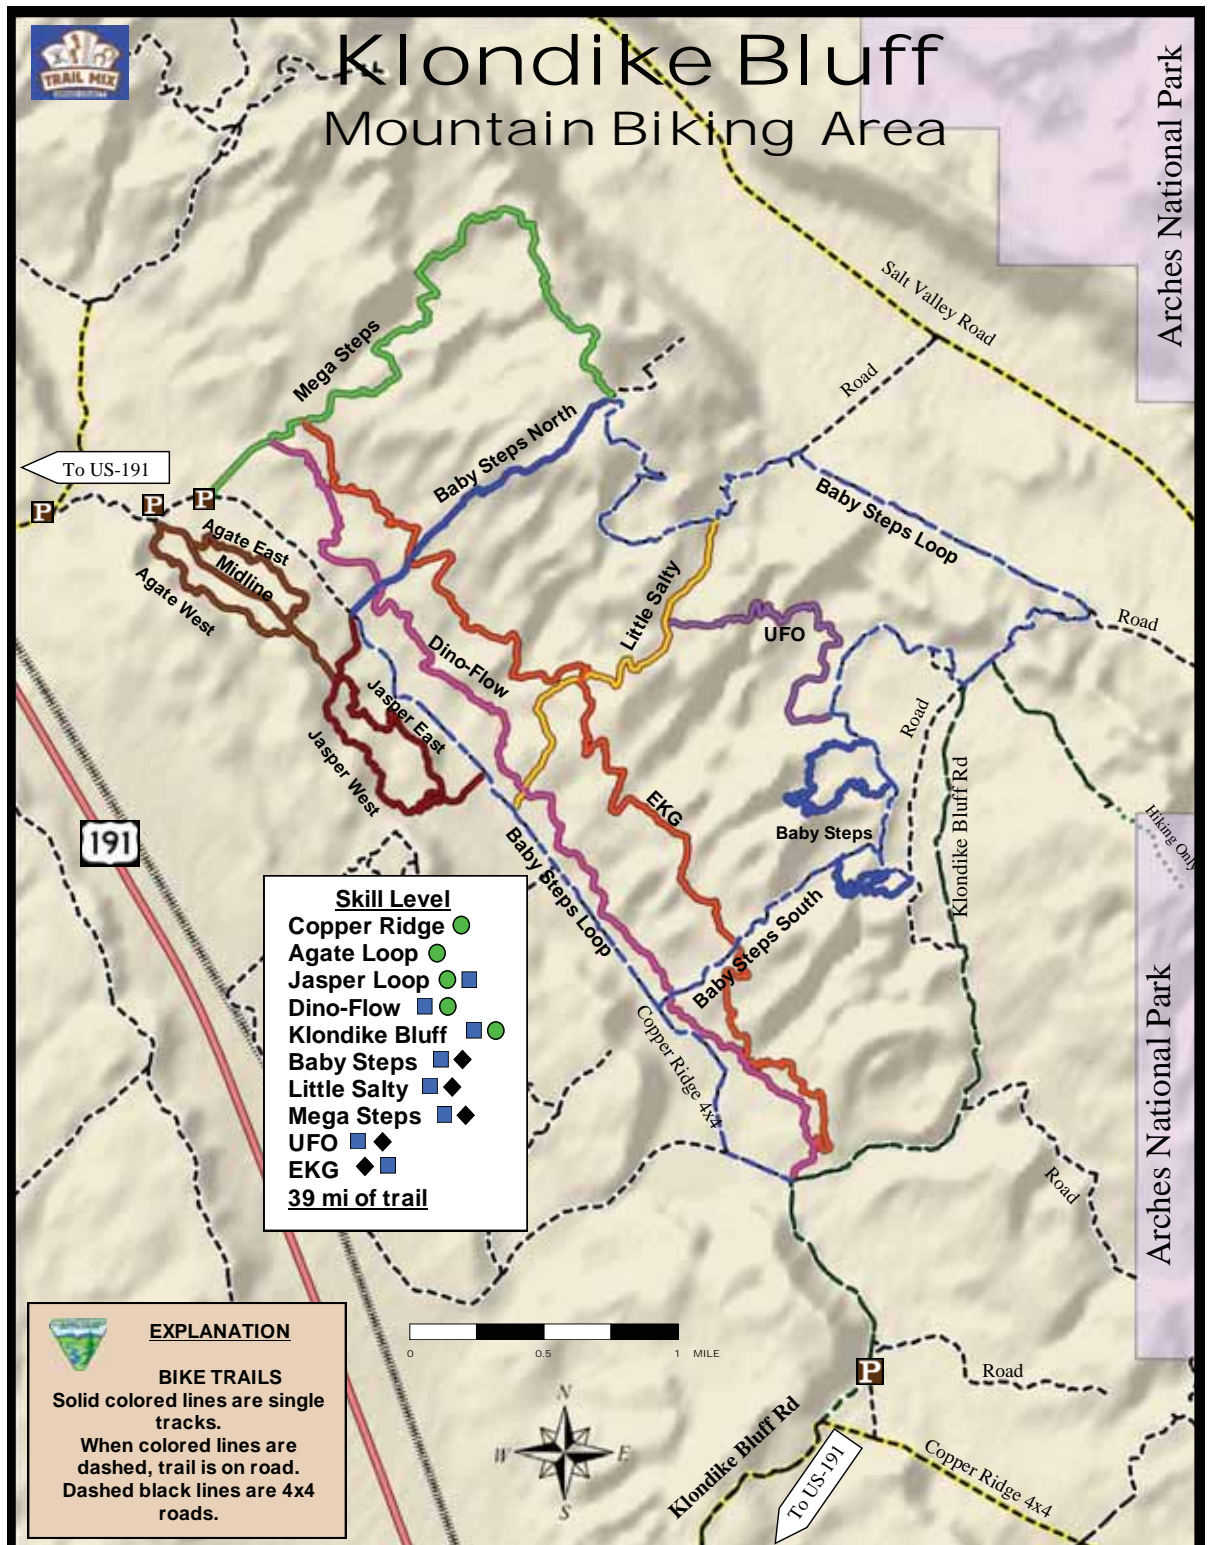 TRAIL MIX
Klondike Bluff
Mountain Biking Area
Arches National Park
Salt Valley Road
Road
Mega Steps
Baby Steps North
To US-191
P
P
P
Agate East
Midline
Agate West
Baby Steps Loop
Little Salty
UFO
Road
Dino-Flow
Jasper East
Jasper West
Road
Klondike Bluff Rd
EKG
Hiking Only
191
Baby Steps
Baby Steps Loop
Baby Steps South
Copper Ridge 4x4
Arches National Park
Road
Skill Level
Copper Ridge
Agate Loop
Jasper Loop
Dino-Flow
Klondike Bluff
Baby Steps
Little Salty
Mega Steps
UFO
EKG
39 mi of trail
EXPLANATION
BIKE TRAILS
Solid colored lines are single
tracks.
When colored lines are
dashed, trail is on road.
Dashed black lines are 4x4
roads.
0 0.5 1 MILE
N
W E
S
P
Road
Klondike Bluff Rd
To US-191
Copper Ridge 4x4